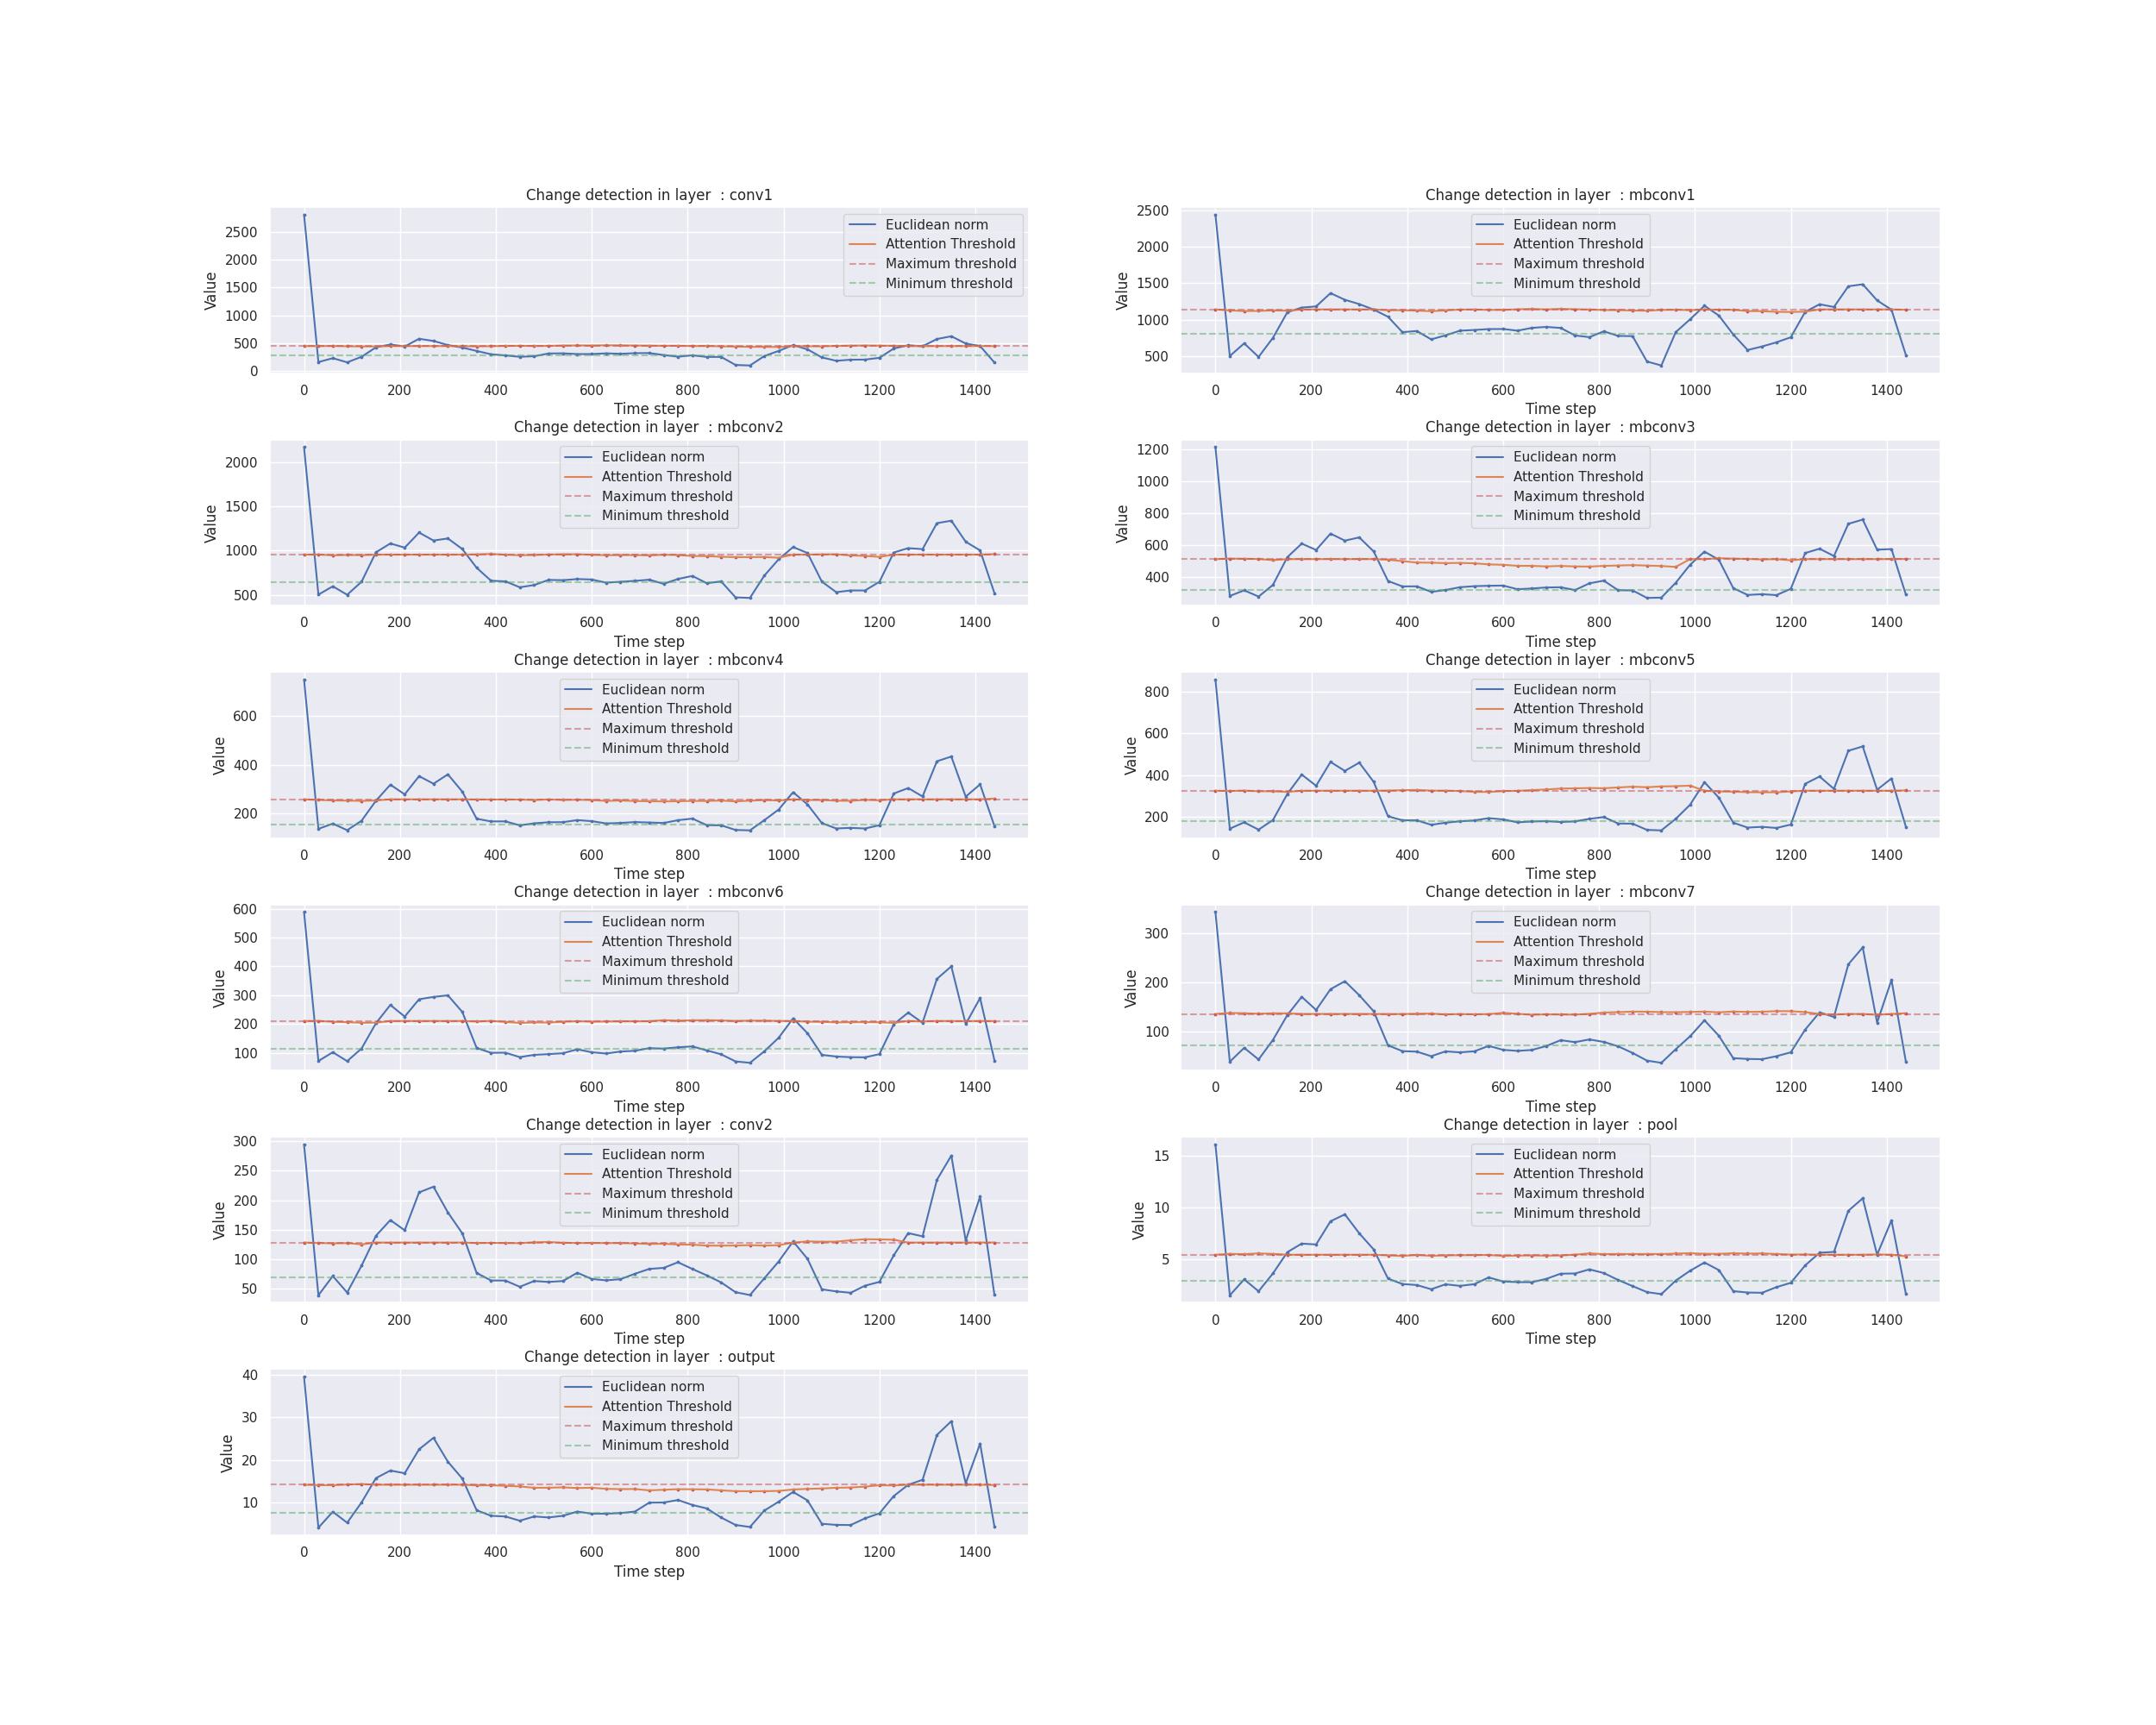 Change detection in layer : conv1
Value
2500
2000
1500
1000
500
0
Euclidean norm
Attention Threshold
Maximum threshold
Minimum threshold
0 200 400 600 800 1000 1200 1400
Time step
Change detection in layer : mbconv1
Value
2500
2000
1500
1000
500
Euclidean norm
Attention Threshold
Maximum threshold
Minimum threshold
0 200 400 600 800 1000 1200 1400
Time step
Change detection in layer : mbconv2
Value
2000
1500
1000
500
Euclidean norm
Attention Threshold
Maximum threshold
Minimum threshold
0 200 400 600 800 1000 1200 1400
Time step
Change detection in layer : mbconv3
Value
1200
1000
800
600
400
Euclidean norm
Attention Threshold
Maximum threshold
Minimum threshold
0 200 400 600 800 1000 1200 1400
Time step
Change detection in layer : mbconv4
Value
600
400
200
Euclidean norm
Attention Threshold
Maximum threshold
Minimum threshold
0 200 400 600 800 1000 1200 1400
Time step
Change detection in layer : mbconv5
Value
800
600
400
200
Euclidean norm
Attention Threshold
Maximum threshold
Minimum threshold
0 200 400 600 800 1000 1200 1400
Time step
Change detection in layer : mbconv6
Value
600
500
400
300
200
100
Euclidean norm
Attention Threshold
Maximum threshold
Minimum threshold
0 200 400 600 800 1000 1200 1400
Time step
Change detection in layer : mbconv7
Value
300
200
100
Euclidean norm
Attention Threshold
Maximum threshold
Minimum threshold
0 200 400 600 800 1000 1200 1400
Time step
Change detection in layer : conv2
Value
300
250
200
150
100
50
Euclidean norm
Attention Threshold
Maximum threshold
Minimum threshold
0 200 400 600 800 1000 1200 1400
Time step
Change detection in layer : pool
Value
15
10
5
Euclidean norm
Attention Threshold
Maximum threshold
Minimum threshold
0 200 400 600 800 1000 1200 1400
Time step
Change detection in layer : output
Value
40
30
20
10
Euclidean norm
Attention Threshold
Maximum threshold
Minimum threshold
0 200 400 600 800 1000 1200 1400
Time step